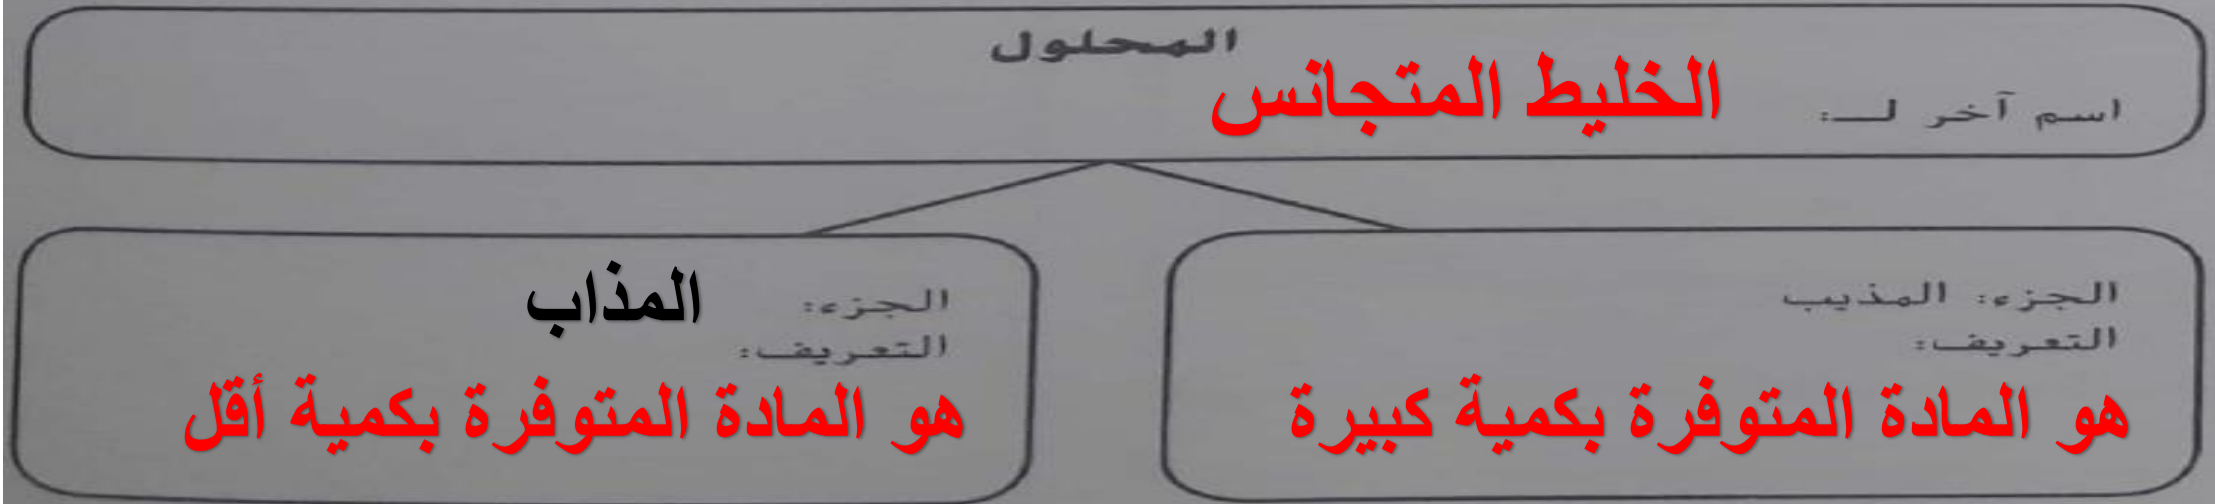 المحلول
اسم آخر لـ: الخليط المتجانس
الجزء: المذيب
التعريف:
هو المادة المتوفرة بكمية كبيرة
الجزء: المذاب
التعريف:
هو المادة المتوفرة بكمية أقل